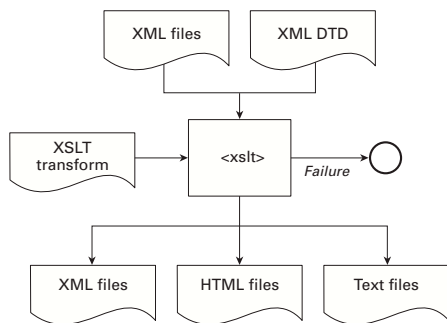 XML files
XML DTD
XSLT
transform
<xslt>
Failure
XML files
HTML files
Text files